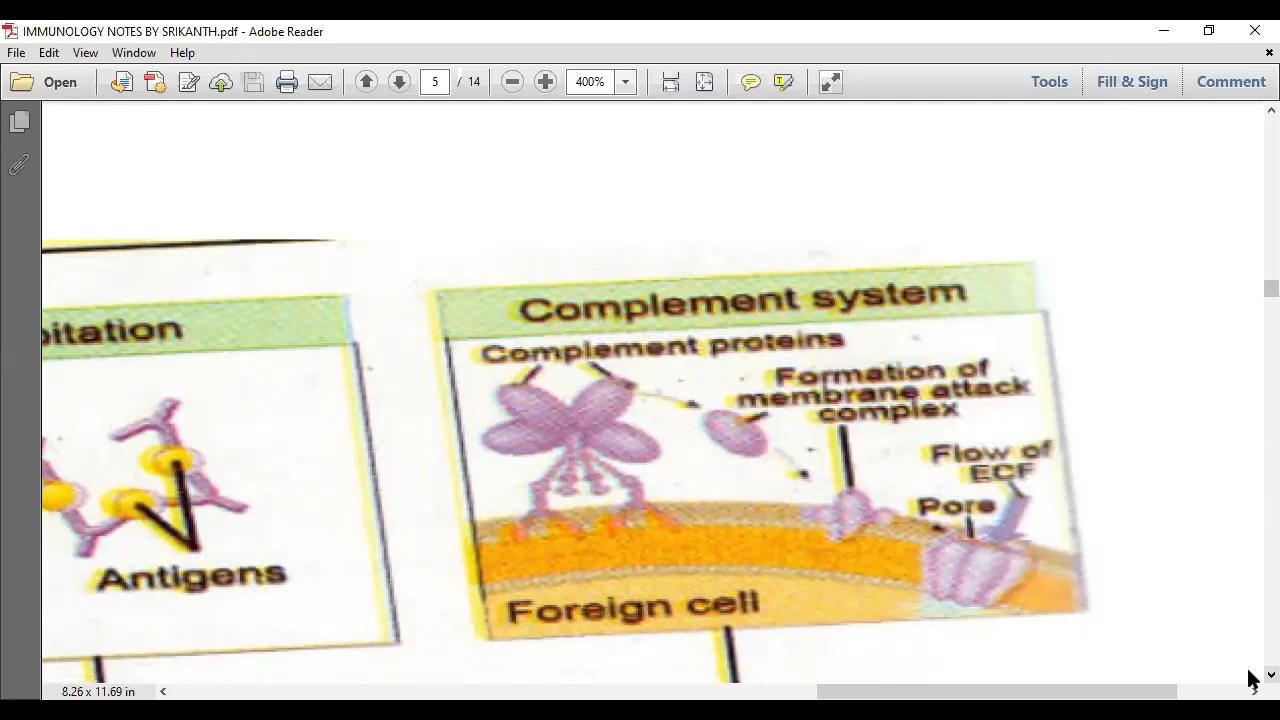 IMMUNOLOGY NOTES BY SRIKANTH.pdf - Adobe Reader
File Edit View Window Help
Open 5 / 14 400% Tools Fill & Sign Comment
pitation
Antigens
Complement system
Complement proteins
Formation of
membrane attack
complex
Flow of
ECF
Pore
Foreign cell
8.26 x 11.69 in